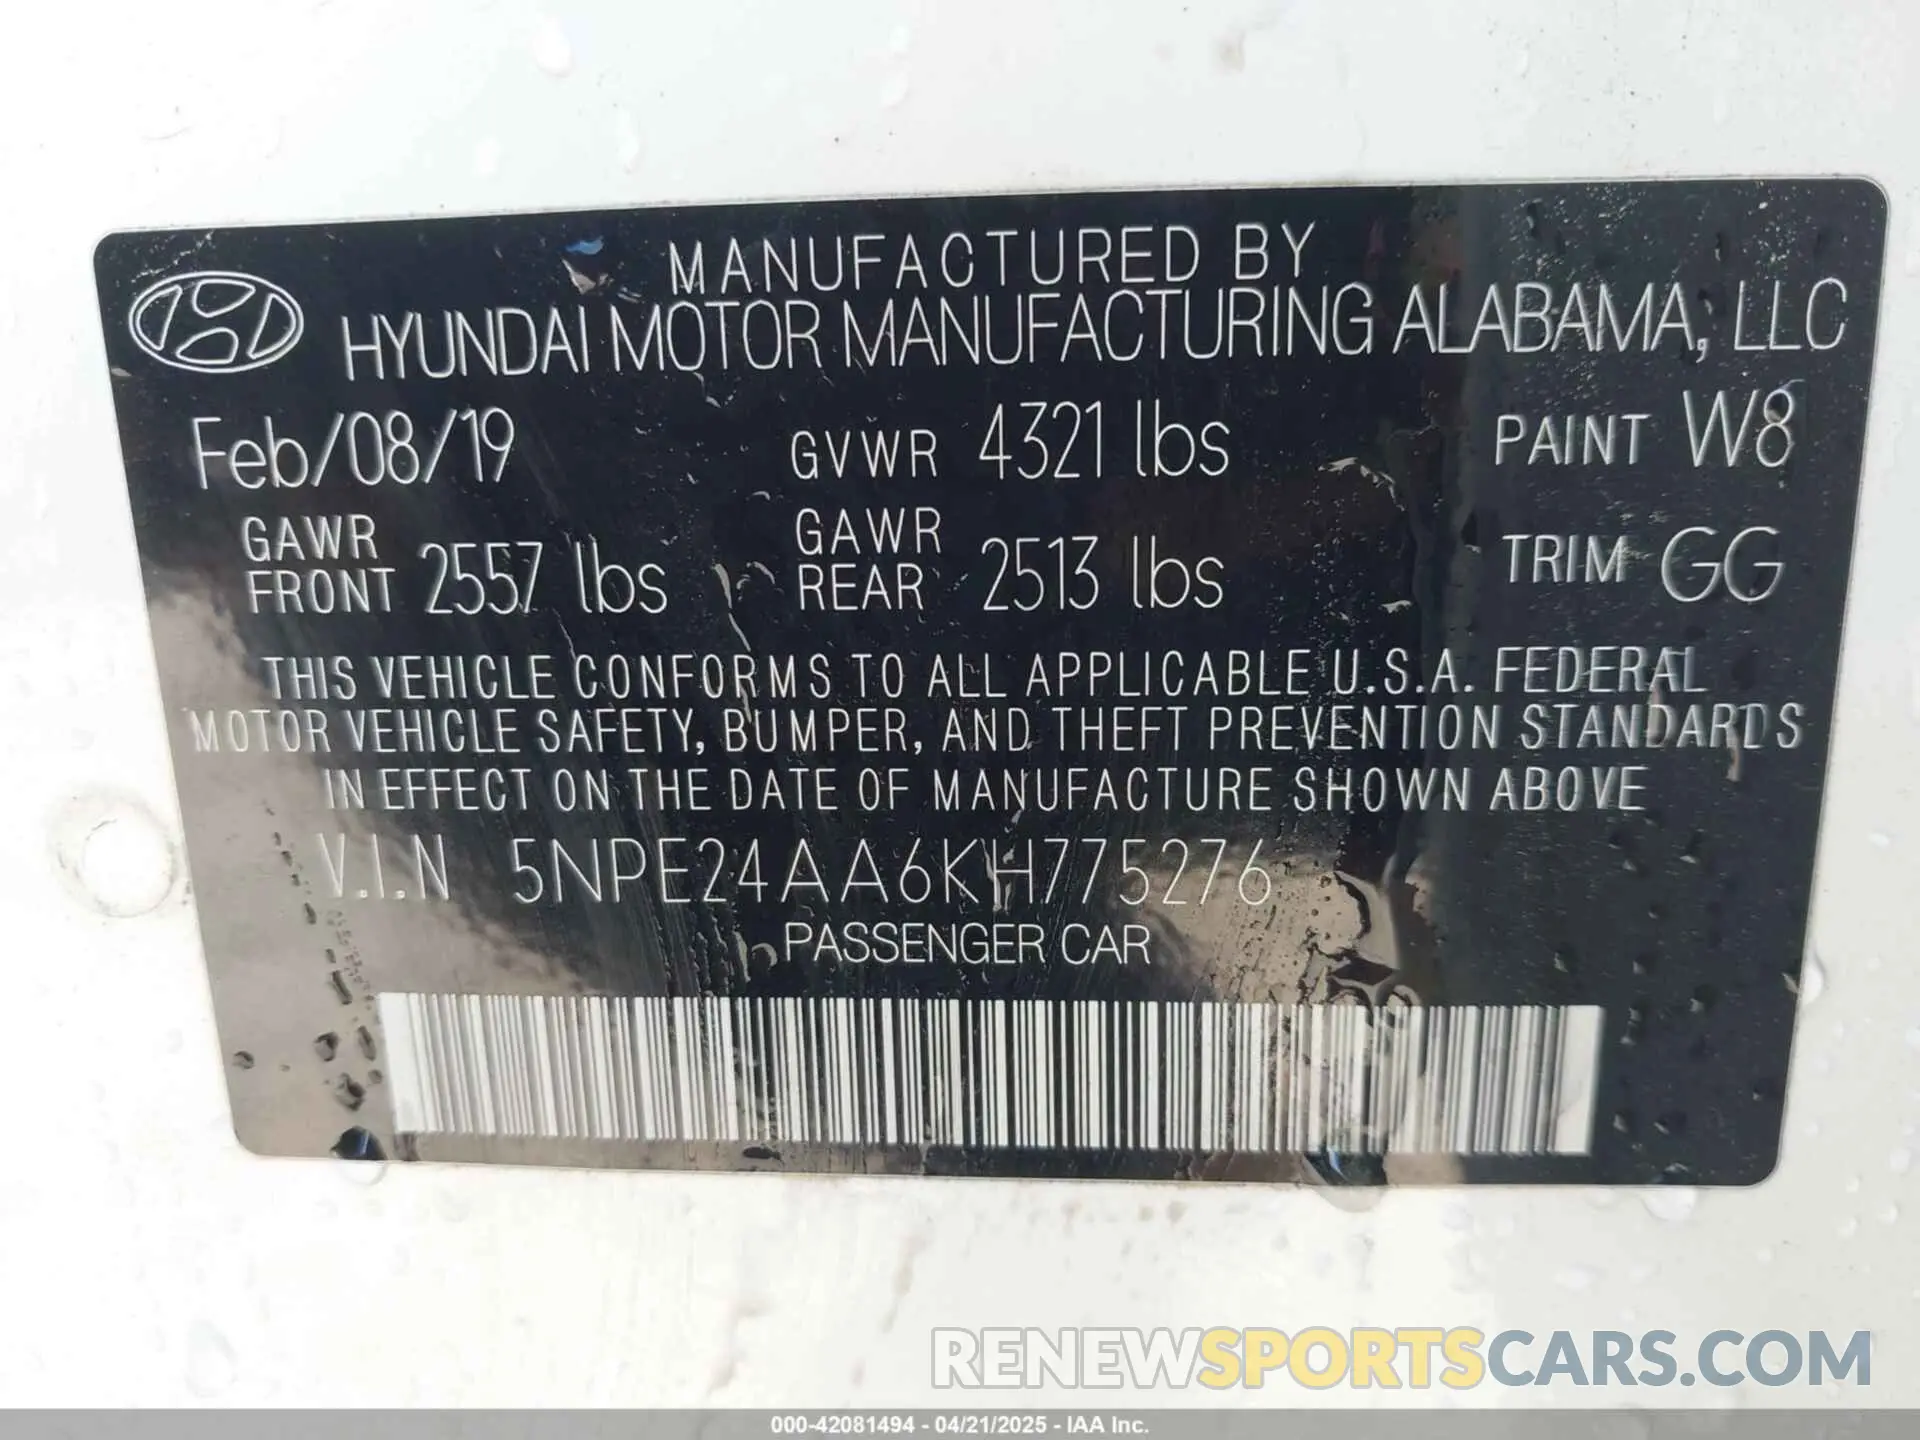 MANUFACTURED BY
HYUNDAI MOTOR MANUFACTURING ALABAMA, LLC
Feb/08/19 GVWR 4321 lbs PAINT W8
GAWR FRONT 2557 lbs GAWR REAR 2513 lbs TRIM GG
THIS VEHICLE CONFORMS TO ALL APPLICABLE U.S.A. FEDERAL
MOTOR VEHICLE SAFETY, BUMPER, AND THEFT PREVENTION STANDARDS
IN EFFECT ON THE DATE OF MANUFACTURE SHOWN ABOVE
V.I.N 5NPE24AA6KH775276
PASSENGER CAR
RENEWSPORTSCARS.COM
000-42081494 - 04/21/2025 - IAA Inc.